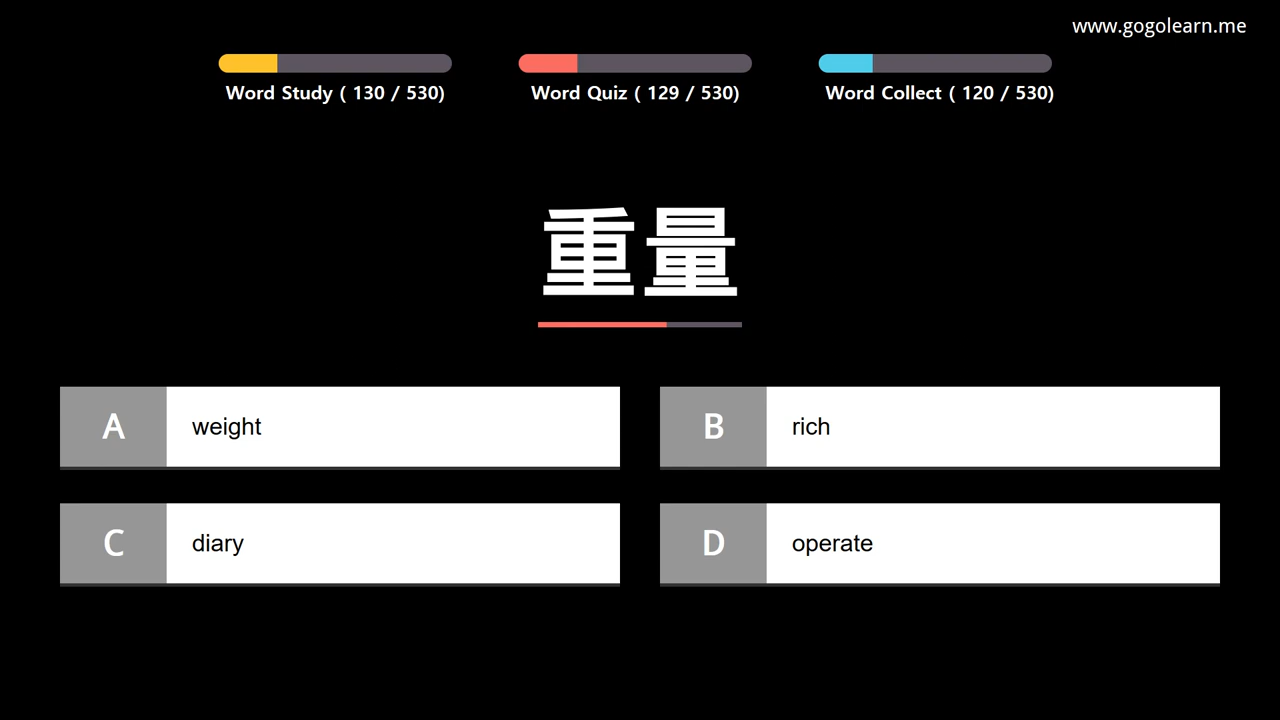 www.gogolearn.me
Word Study ( 130 / 530)
Word Quiz ( 129 / 530)
Word Collect ( 120 / 530)
重量
A weight
B rich
C diary
D operate